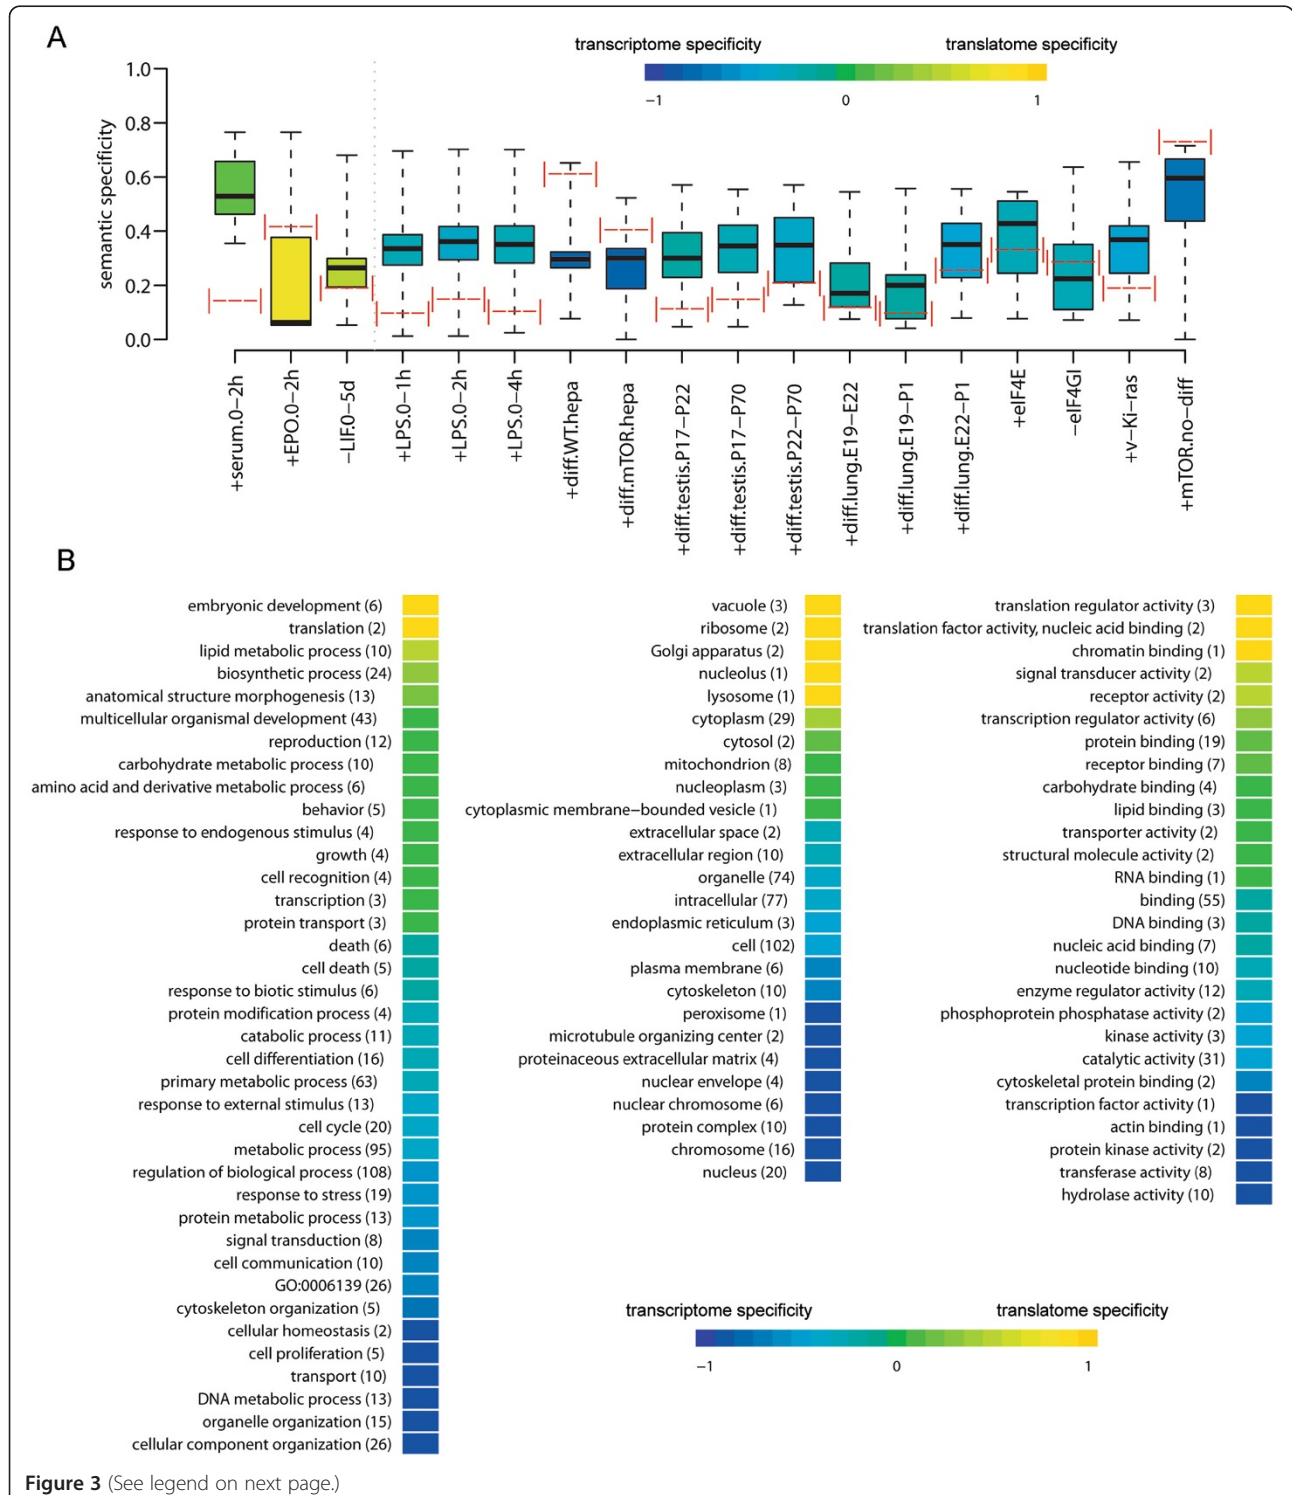 A
transcriptome specificity
translatome specificity
−1
0
1
semantic specificity
1.0
0.8
0.6
0.4
0.2
0.0
+serum.0−2h
+EPO.0−2h
−LIF.0−5d
+LPS.0−1h
+LPS.0−2h
+LPS.0−4h
+diff.WT.hepa
+diff.mTOR.hepa
+diff.testis.P17−P22
+diff.testis.P17−P70
+diff.testis.P22−P70
+diff.lung.E19−E22
+diff.lung.E19−P1
+diff.lung.E22−P1
+eIF4E
−eIF4GI
+v−Ki−ras
+mTOR.no−diff
B
embryonic development (6)
translation (2)
lipid metabolic process (10)
biosynthetic process (24)
anatomical structure morphogenesis (13)
multicellular organismal development (43)
reproduction (12)
carbohydrate metabolic process (10)
amino acid and derivative metabolic process (6)
behavior (5)
response to endogenous stimulus (4)
growth (4)
cell recognition (4)
transcription (3)
protein transport (3)
death (6)
cell death (5)
response to biotic stimulus (6)
protein modification process (4)
catabolic process (11)
cell differentiation (16)
primary metabolic process (63)
response to external stimulus (13)
cell cycle (20)
metabolic process (95)
regulation of biological process (108)
response to stress (19)
protein metabolic process (13)
signal transduction (8)
cell communication (10)
GO:0006139 (26)
cytoskeleton organization (5)
cellular homeostasis (2)
cell proliferation (5)
transport (10)
DNA metabolic process (13)
organelle organization (15)
cellular component organization (26)
vacuole (3)
ribosome (2)
Golgi apparatus (2)
nucleolus (1)
lysosome (1)
cytoplasm (29)
cytosol (2)
mitochondrion (8)
nucleoplasm (3)
cytoplasmic membrane−bounded vesicle (1)
extracellular space (2)
extracellular region (10)
organelle (74)
intracellular (77)
endoplasmic reticulum (3)
cell (102)
plasma membrane (6)
cytoskeleton (10)
peroxisome (1)
microtubule organizing center (2)
proteinaceous extracellular matrix (4)
nuclear envelope (4)
nuclear chromosome (6)
protein complex (10)
chromosome (16)
nucleus (20)
translation regulator activity (3)
translation factor activity, nucleic acid binding (2)
chromatin binding (1)
signal transducer activity (2)
receptor activity (2)
transcription regulator activity (6)
protein binding (19)
receptor binding (7)
carbohydrate binding (4)
lipid binding (3)
transporter activity (2)
structural molecule activity (2)
RNA binding (1)
binding (55)
DNA binding (3)
nucleic acid binding (7)
nucleotide binding (10)
enzyme regulator activity (12)
phosphoprotein phosphatase activity (2)
kinase activity (3)
catalytic activity (31)
cytoskeletal protein binding (2)
transcription factor activity (1)
actin binding (1)
protein kinase activity (2)
transferase activity (8)
hydrolase activity (10)
transcriptome specificity
translatome specificity
−1
0
1
Figure 3 (See legend on next page.)